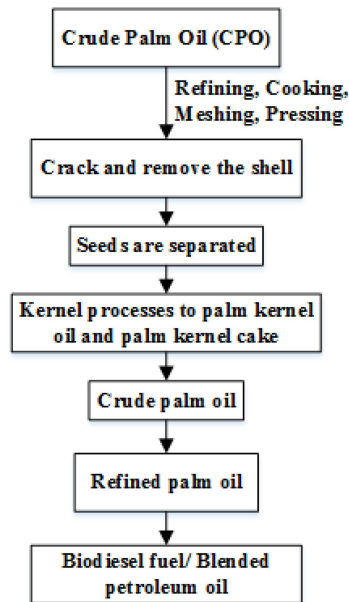 Crude Palm Oil (CPO)
Refining, Cooking,
Meshing, Pressing
Crack and remove the shell
Seeds are separated
Kernel processes to palm kernel
oil and palm kernel cake
Crude palm oil
Refined palm oil
Biodiesel fuel/ Blended
petroleum oil